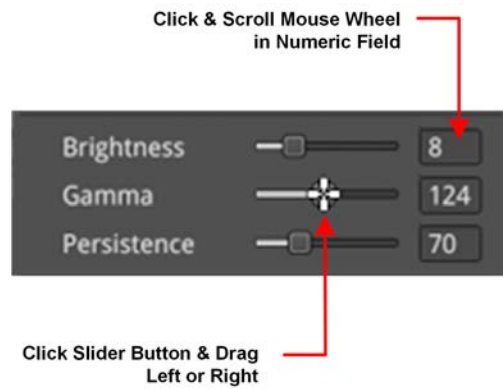 Click & Scroll Mouse Wheel
in Numeric Field
Brightness 8
Gamma 124
Persistence 70
Click Slider Button & Drag
Left or Right